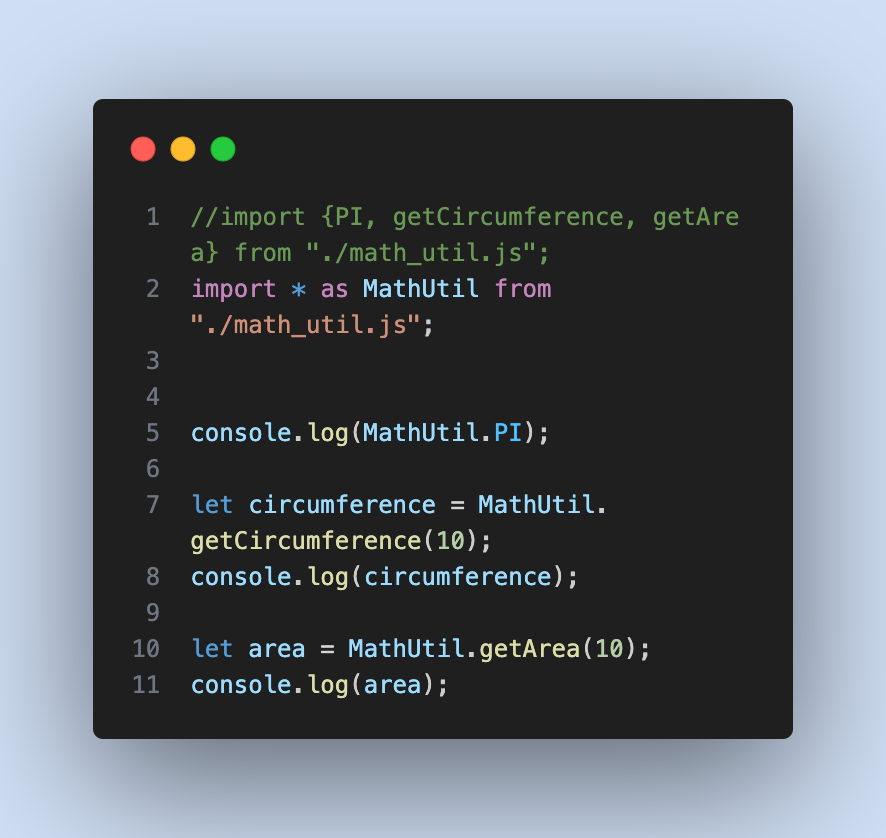 1 //import {PI, getCircumference, getAre
a} from "./math_util.js";
2 import * as MathUtil from
"./math_util.js";
3
4
5 console.log(MathUtil.PI);
6
7 let circumference = MathUtil.
getCircumference(10);
8 console.log(circumference);
9
10 let area = MathUtil.getArea(10);
11 console.log(area);